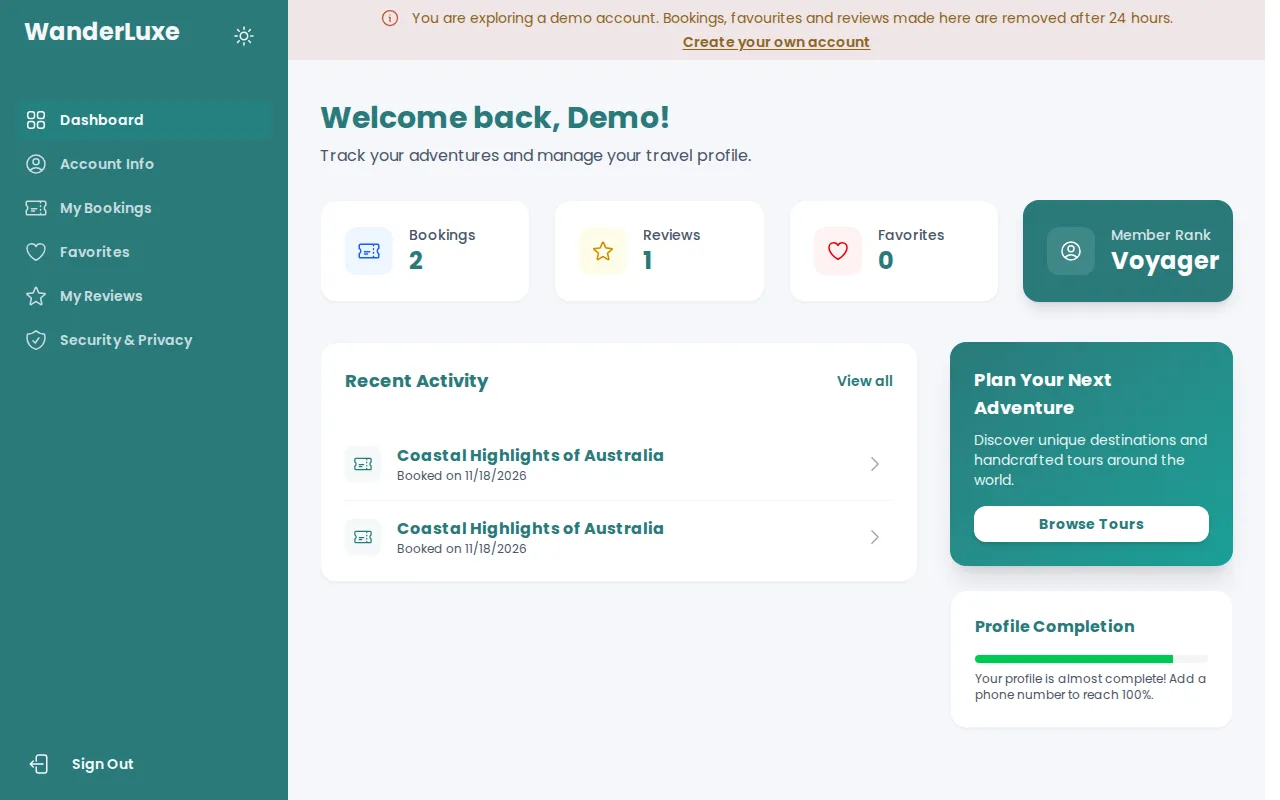 WanderLuxe
Dashboard
Account Info
My Bookings
Favorites
My Reviews
Security & Privacy
Sign Out
You are exploring a demo account. Bookings, favourites and reviews made here are removed after 24 hours.
Create your own account
Welcome back, Demo!
Track your adventures and manage your travel profile.
Bookings
2
Reviews
1
Favorites
0
Member Rank
Voyager
Recent Activity
View all
Coastal Highlights of Australia
Booked on 11/18/2026
Coastal Highlights of Australia
Booked on 11/18/2026
Plan Your Next
Adventure
Discover unique destinations and
handcrafted tours around the
world.
Browse Tours
Profile Completion
Your profile is almost complete! Add a
phone number to reach 100%.